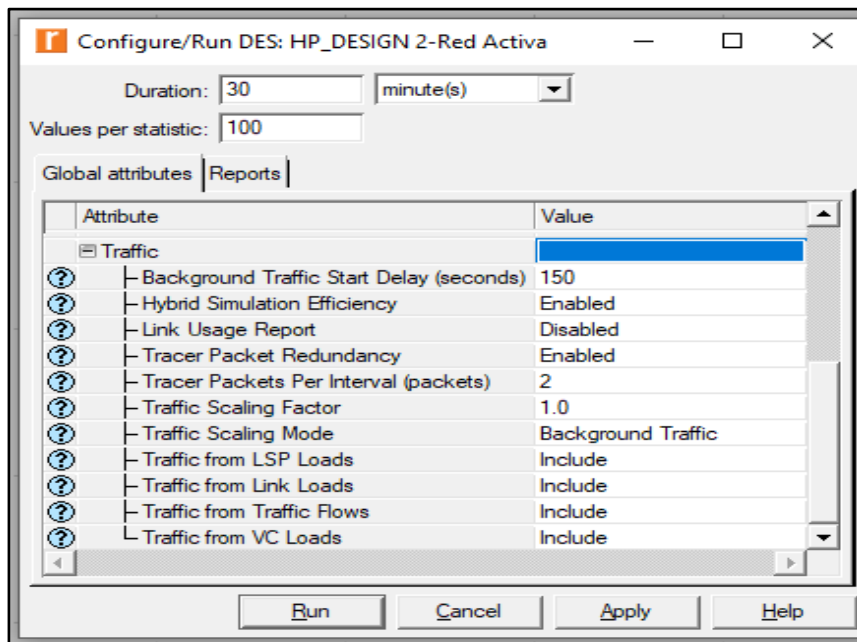 Configure/Run DES: HP_DESIGN 2-Red Activa
Duration: 30 minute(s)
Values per statistic: 100
Global attributes Reports
Attribute Value
Traffic
Background Traffic Start Delay (seconds) 150
Hybrid Simulation Efficiency Enabled
Link Usage Report Disabled
Tracer Packet Redundancy Enabled
Tracer Packets Per Interval (packets) 2
Traffic Scaling Factor 1.0
Traffic Scaling Mode Background Traffic
Traffic from LSP Loads Include
Traffic from Link Loads Include
Traffic from Traffic Flows Include
Traffic from VC Loads Include
Run Cancel Apply Help